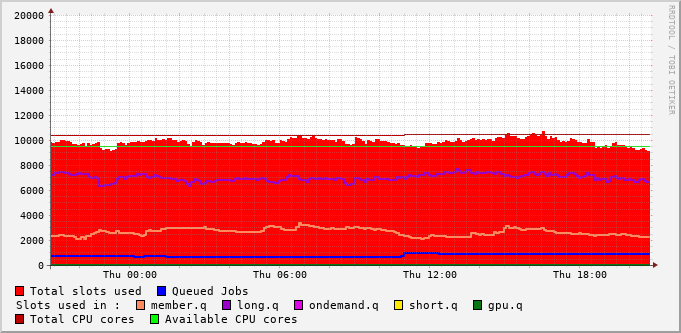 20000
18000
16000
14000
12000
10000
8000
6000
4000
2000
0
Thu 00:00 Thu 06:00 Thu 12:00 Thu 18:00
RRDTOOL / TOBI OETIKER
Total slots used Queued Jobs
Slots used in : member.q long.q ondemand.q short.q gpu.q
Total CPU cores Available CPU cores